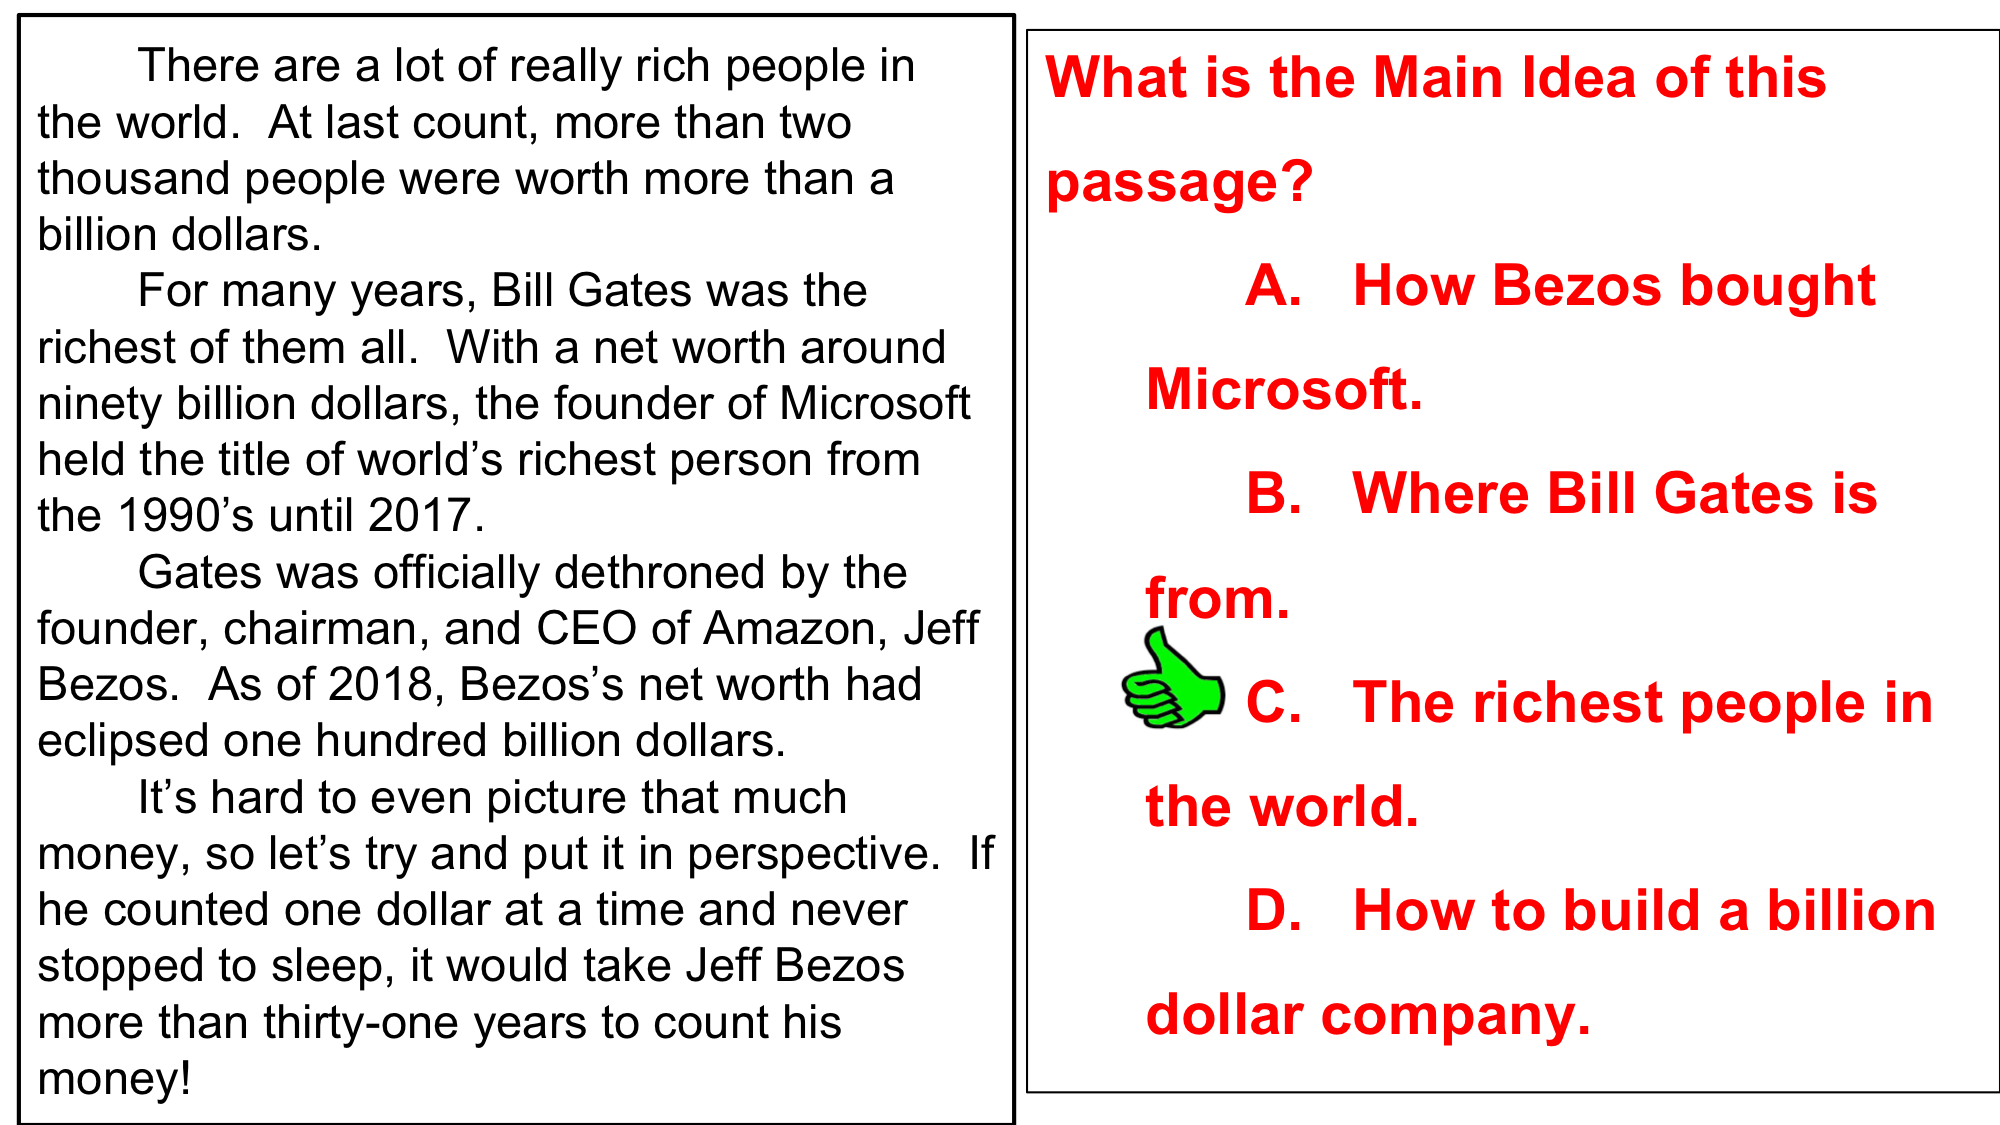 There are a lot of really rich people in
the world.  At last count, more than two
thousand people were worth more than a
billion dollars.
For many years, Bill Gates was the
richest of them all.  With a net worth around
ninety billion dollars, the founder of Microsoft
held the title of world’s richest person from
the 1990’s until 2017.
Gates was officially dethroned by the
founder, chairman, and CEO of Amazon, Jeff
Bezos.  As of 2018, Bezos’s net worth had
eclipsed one hundred billion dollars.
It’s hard to even picture that much
money, so let’s try and put it in perspective.  If
he counted one dollar at a time and never
stopped to sleep, it would take Jeff Bezos
more than thirty-one years to count his
money!
What is the Main Idea of this
passage?
A.   How Bezos bought
Microsoft.
B.   Where Bill Gates is
from.
C.   The richest people in
the world.
D.   How to build a billion
dollar company.